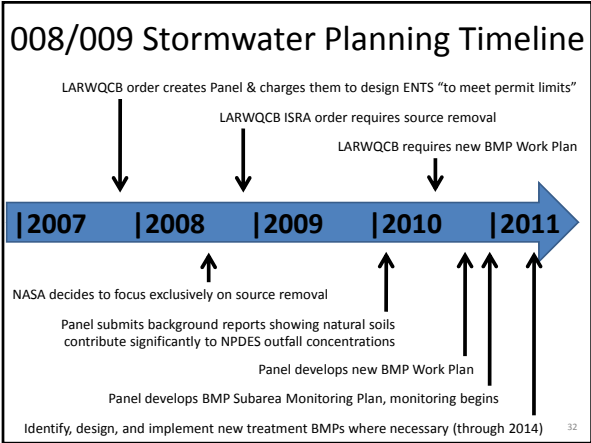 008/009 Stormwater Planning Timeline
LARWQCB order creates Panel & charges them to design ENTS “to meet permit limits”
LARWQCB ISRA order requires source removal
LARWQCB requires new BMP Work Plan
|2007 |2008 |2009 |2010 |2011
NASA decides to focus exclusively on source removal
Panel submits background reports showing natural soils
contribute significantly to NPDES outfall concentrations
Panel develops new BMP Work Plan
Panel develops BMP Subarea Monitoring Plan, monitoring begins
Identify, design, and implement new treatment BMPs where necessary (through 2014)
32